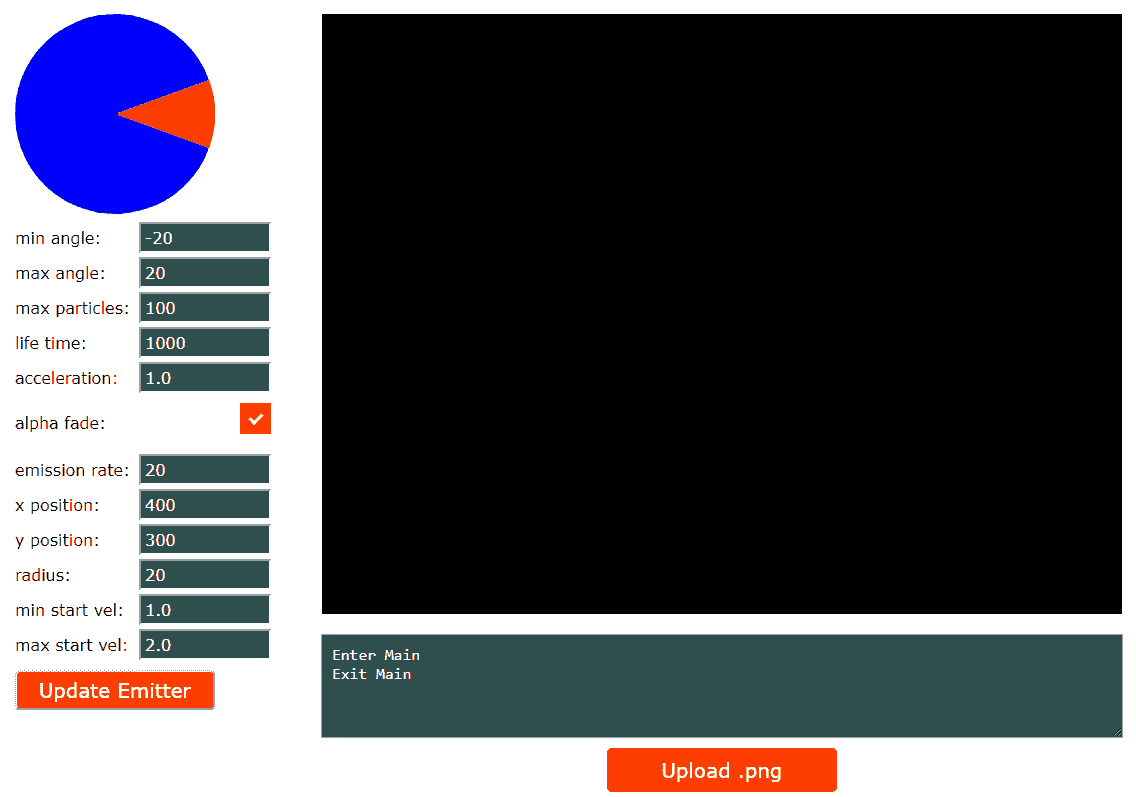 min angle: -20
max angle: 20
max particles: 100
life time: 1000
acceleration: 1.0
alpha fade:
emission rate: 20
x position: 400
y position: 300
radius: 20
min start vel: 1.0
max start vel: 2.0
Update Emitter
Enter Main
Exit Main
Upload .png